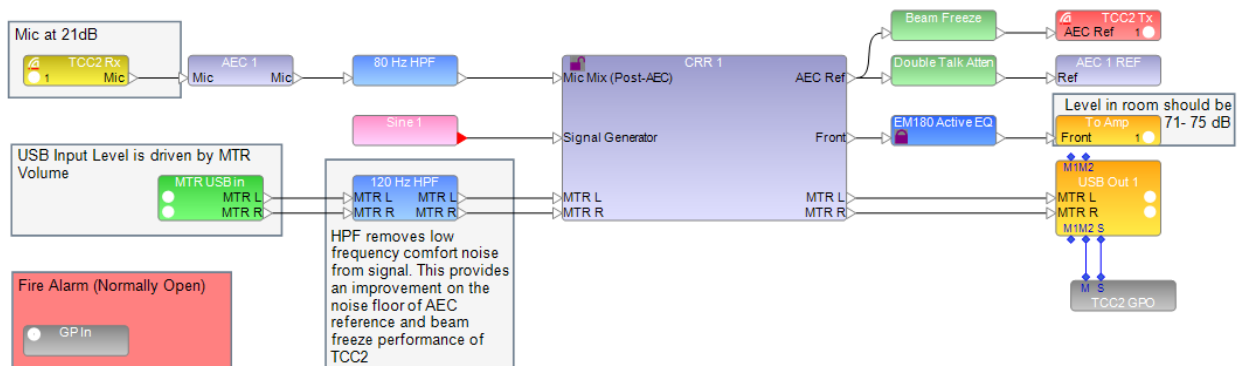 Mic at 21dB
TCC2 Rx
1 Mic
AEC 1
Mic Mic
80 Hz HPF
Sine 1
USB Input Level is driven by MTR
Volume
MTR USB in
MTR L
MTR R
120 Hz HPF
MTR L MTR L
MTR R MTR R
HPF removes low
frequency comfort noise
from signal. This provides
an improvement on the
noise floor of AEC
reference and beam
freeze performance of
TCC2
Fire Alarm (Normally Open)
GP In
CRR 1
Mic Mix (Post-AEC) AEC Ref
Signal Generator Front
MTR L MTR L
MTR R MTR R
Beam Freeze
TCC2 Tx
AEC Ref 1
Double Talk Atten
AEC 1 REF
Ref
EM180 Active EQ
Level in room should be
71- 75 dB
To Amp
Front 1
M1M2
USB Out 1
MTR L
MTR R
M1M2 S
M S
TCC2 GPO